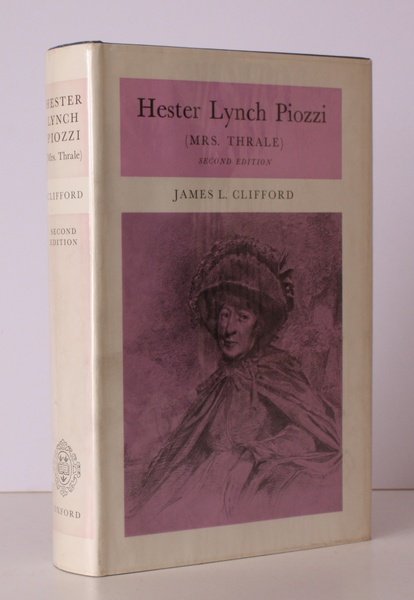 HESTER
LYNCH
PIOZZI
(Mrs. Thrale)
CLIFFORD
SECOND
EDITION
OXFORD
Hester Lynch Piozzi
(MRS. THRALE)
SECOND EDITION
JAMES L. CLIFFORD